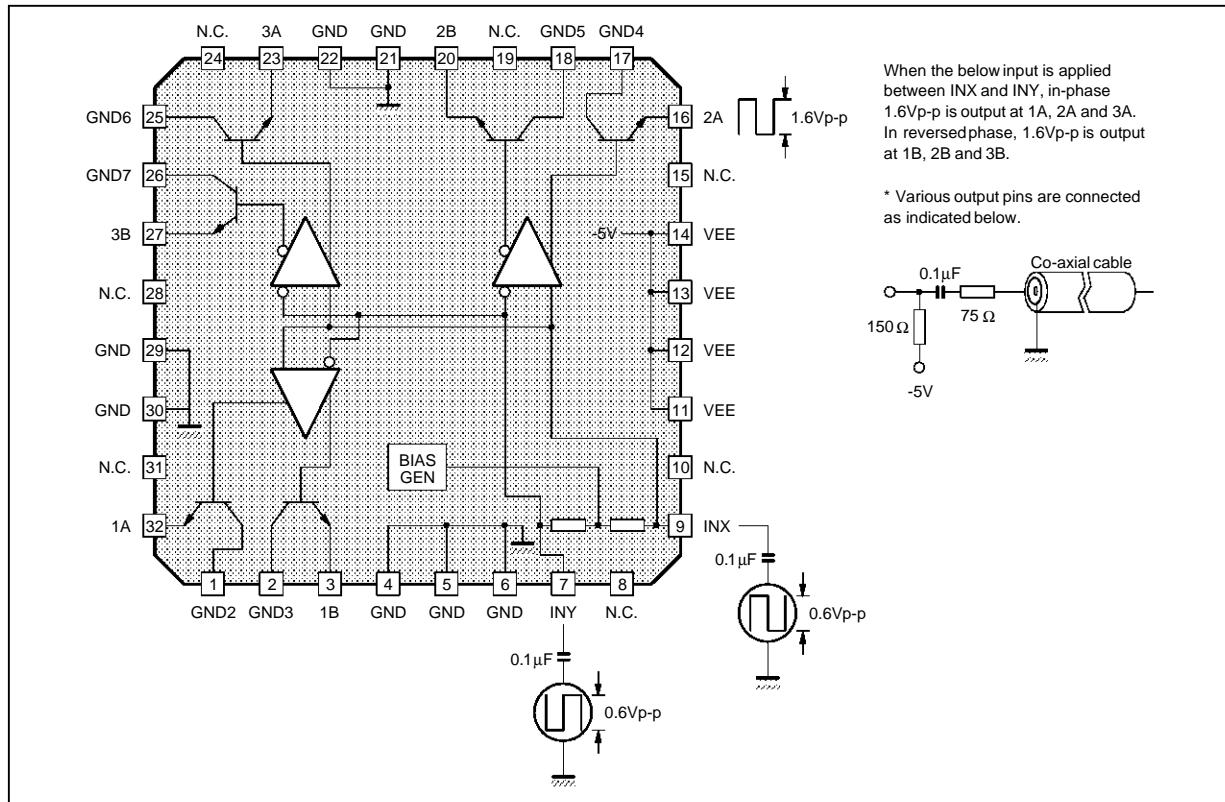 N.C. 3A GND GND 2B N.C. GND5 GND4
24 23 22 21 20 19 18 17
GND6 25
GND7 26
3B 27
N.C. 28
GND 29
GND 30
N.C. 31
1A 32
16 2A
1.6Vp-p
15 N.C.
-5V 14 VEE
13 VEE
12 VEE
11 VEE
10 N.C.
9 INX
BIAS
GEN
1 2 3 4 5 6 7 8
GND2 GND3 1B GND GND GND INY N.C.
0.1μF
0.6Vp-p
0.1μF
0.6Vp-p
When the below input is applied
between INX and INY, in-phase
1.6Vp-p is output at 1A, 2A and 3A.
In reversed phase, 1.6Vp-p is output
at 1B, 2B and 3B.
* Various output pins are connected
as indicated below.
Co-axial cable
0.1μF
150 Ω
75 Ω
-5V